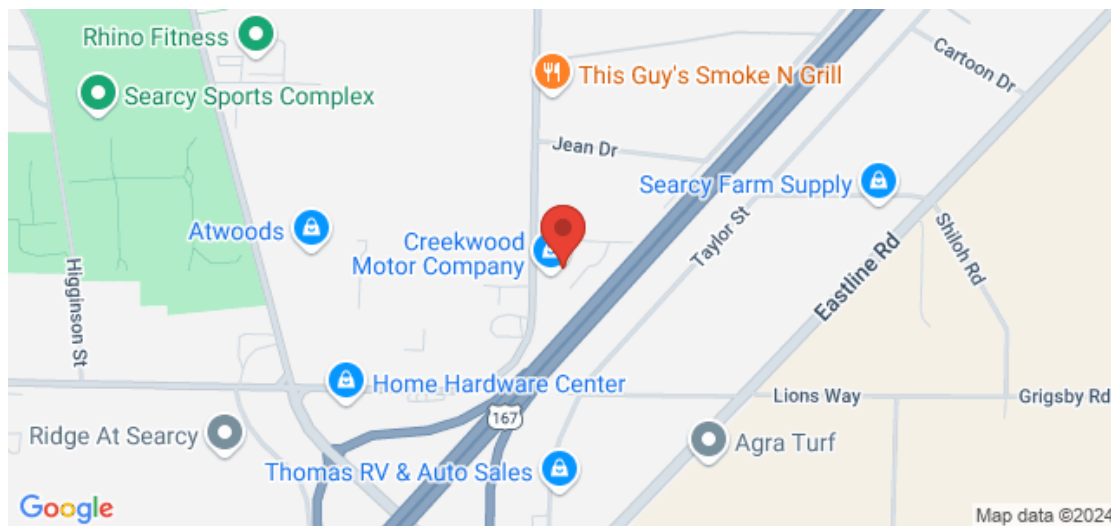 Rhino Fitness
Searcy Sports Complex
This Guy's Smoke N Grill
Cartoon Dr
Jean Dr
Searcy Farm Supply
Atwoods
Creekwood
Motor Company
Taylor St
Shiloh Rd
Eastline Rd
Higginson St
Home Hardware Center
167
Lions Way
Grigsby Rd
Ridge At Searcy
Agra Turf
Thomas RV & Auto Sales
Google
Map data ©2024